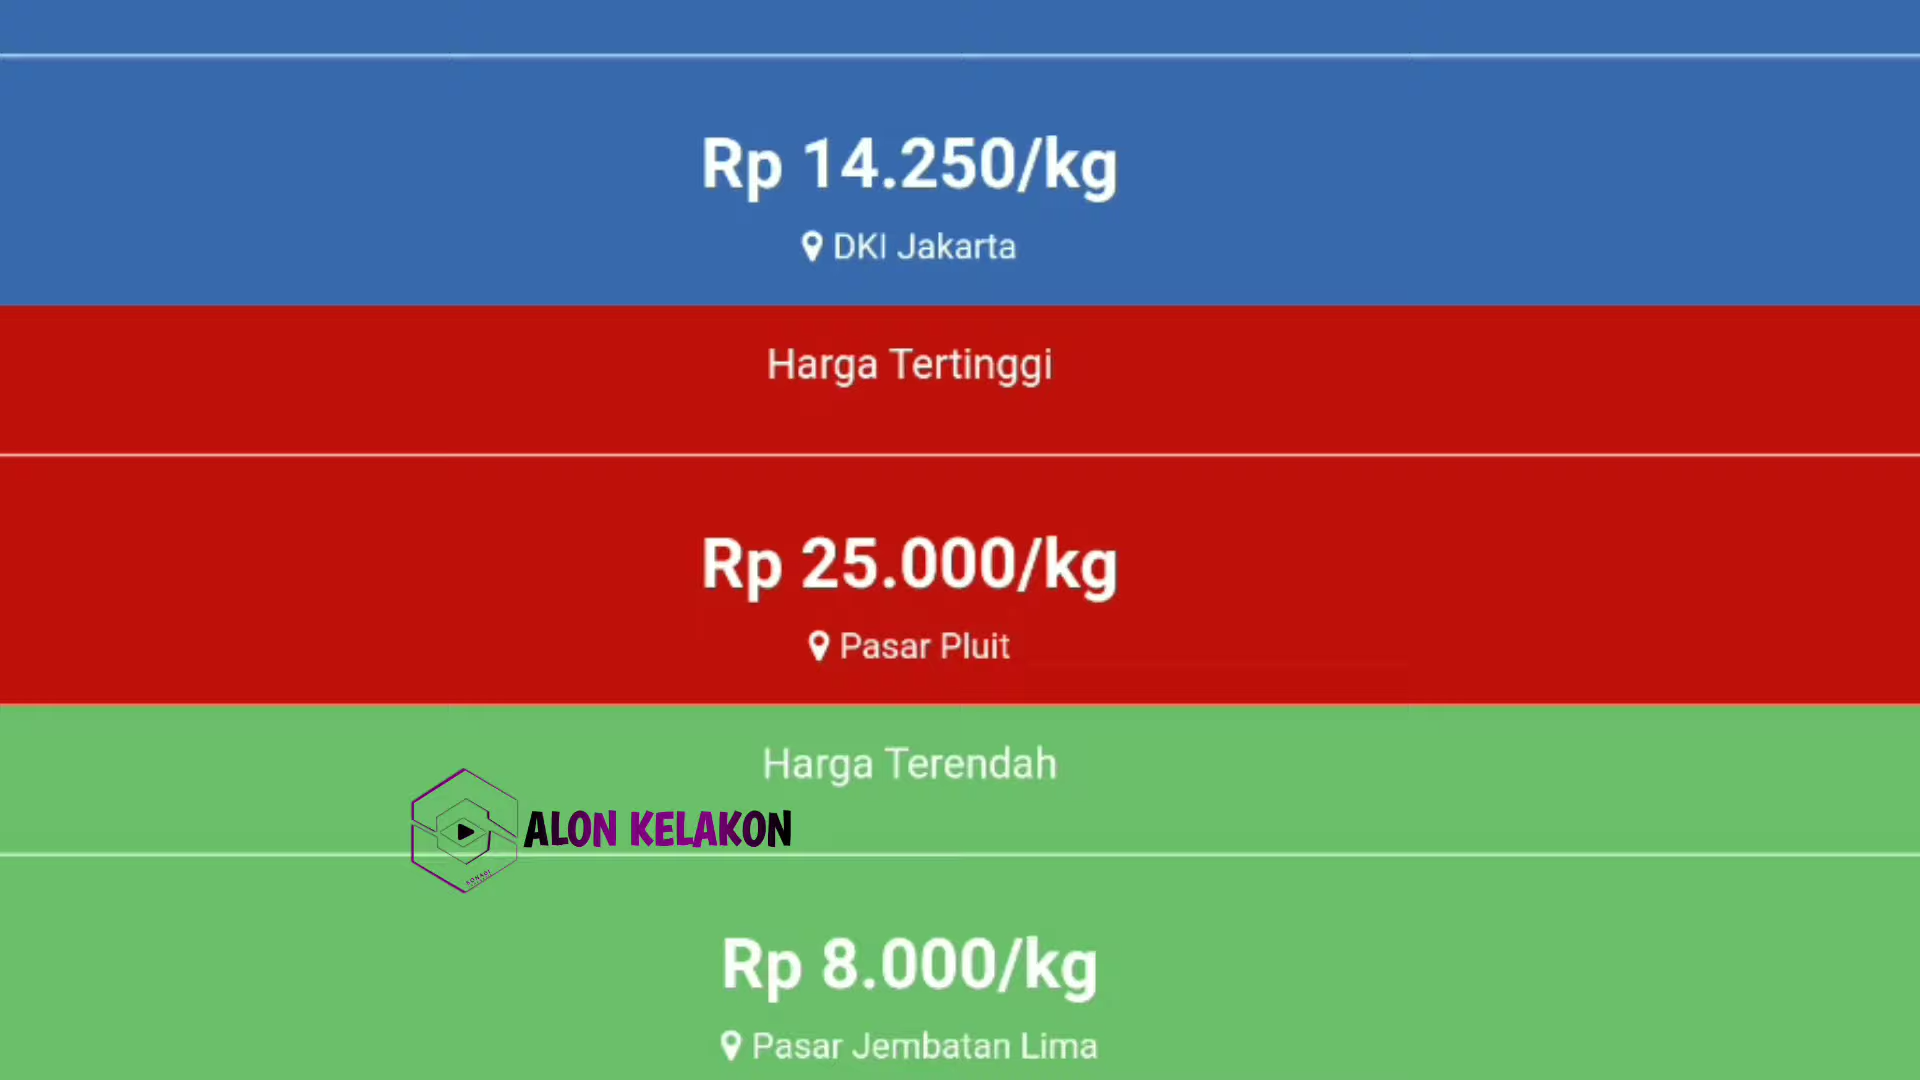 Rp 14.250/kg
DKI Jakarta
Harga Tertinggi
Rp 25.000/kg
Pasar Pluit
Harga Terendah
ALON KELAKON
Rp 8.000/kg
Pasar Jembatan Lima